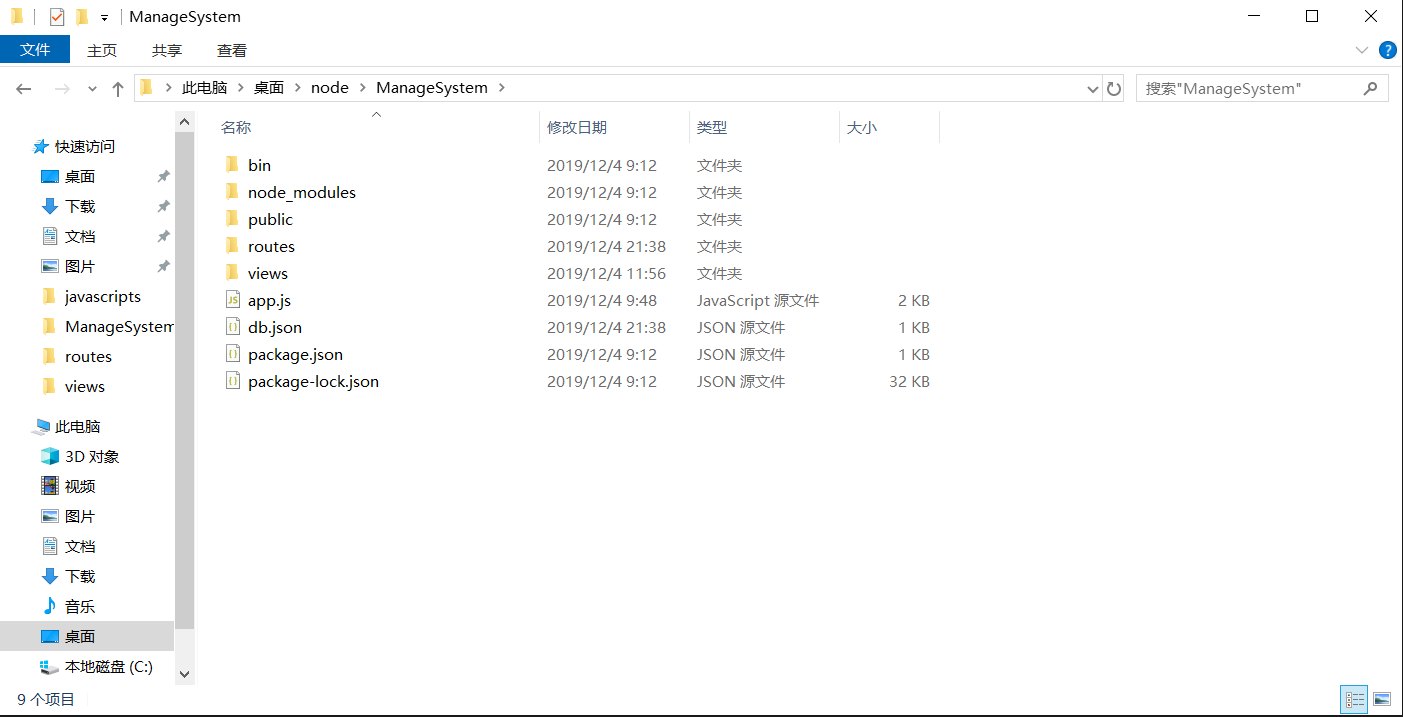 ManageSystem
文件 主页 共享 查看
此电脑 桌面 node ManageSystem 搜索"ManageSystem"
名称 修改日期 类型 大小
bin 2019/12/4 9:12 文件夹
node_modules 2019/12/4 9:12 文件夹
public 2019/12/4 9:12 文件夹
routes 2019/12/4 21:38 文件夹
views 2019/12/4 11:56 文件夹
app.js 2019/12/4 9:48 JavaScript 源文件 2 KB
db.json 2019/12/4 21:38 JSON 源文件 1 KB
package.json 2019/12/4 9:12 JSON 源文件 1 KB
package-lock.json 2019/12/4 9:12 JSON 源文件 32 KB
快速访问
桌面
下载
文档
图片
javascripts
ManageSystem
routes
views
此电脑
3D 对象
视频
图片
文档
下载
音乐
桌面
本地磁盘 (C:)
9 个项目